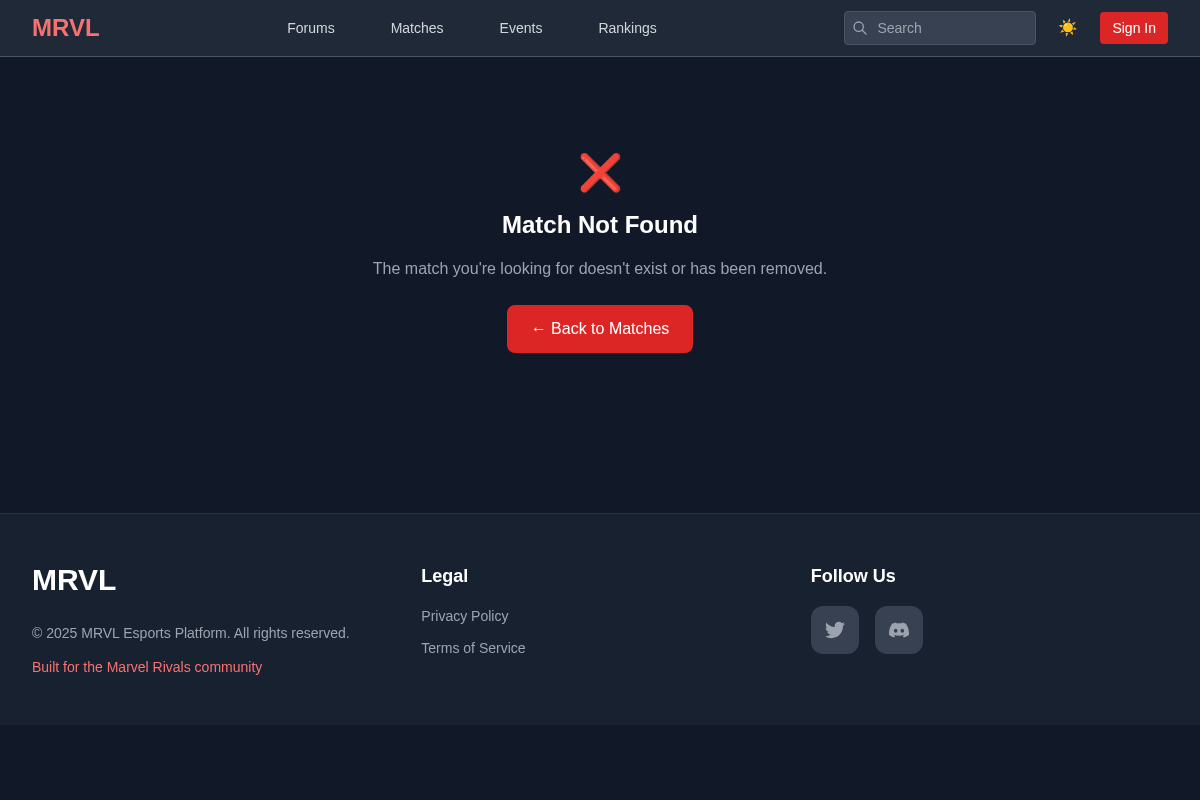 MRVL
Forums
Matches
Events
Rankings
Search
Sign In
Match Not Found
The match you're looking for doesn't exist or has been removed.
← Back to Matches
MRVL
© 2025 MRVL Esports Platform. All rights reserved.
Built for the Marvel Rivals community
Legal
Privacy Policy
Terms of Service
Follow Us